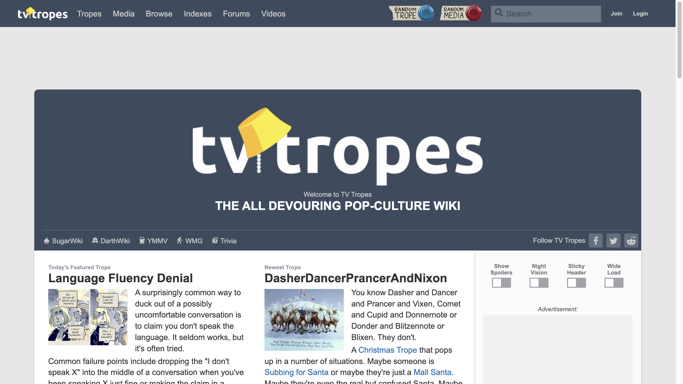 tv tropes
Tropes Media Browse Indexes Forums Videos
RANDOM TROPE
RANDOM MEDIA
Search
Join Login
tv tropes
Welcome to TV Tropes
THE ALL DEVOURING POP-CULTURE WIKI
SugarWiki DarthWiki YMMV WMG Trivia
Follow TV Tropes
Today's Featured Trope
Language Fluency Denial
A surprisingly common way to
duck out of a possibly
uncomfortable conversation is
to claim you don't speak the
language. It seldom works, but
it's often tried.
Common failure points include dropping the "I don't
speak X" into the middle of a conversation when you've
been speaking X just fine or making the claim in a
Newest Trope
DasherDancerPrancerAndNixon
You know Dasher and Dancer
and Prancer and Vixen, Comet
and Cupid and Donnernote or
Donder and Blitzennote or
Blixen. They don't.
A Christmas Trope that pops
up in a number of situations. Maybe someone is
Subbing for Santa or maybe they're just a Mall Santa.
Maybe they're even the real but confused Santa. Maybe
Show Spoilers
Night Vision
Sticky Header
Wide Load
Advertisement: